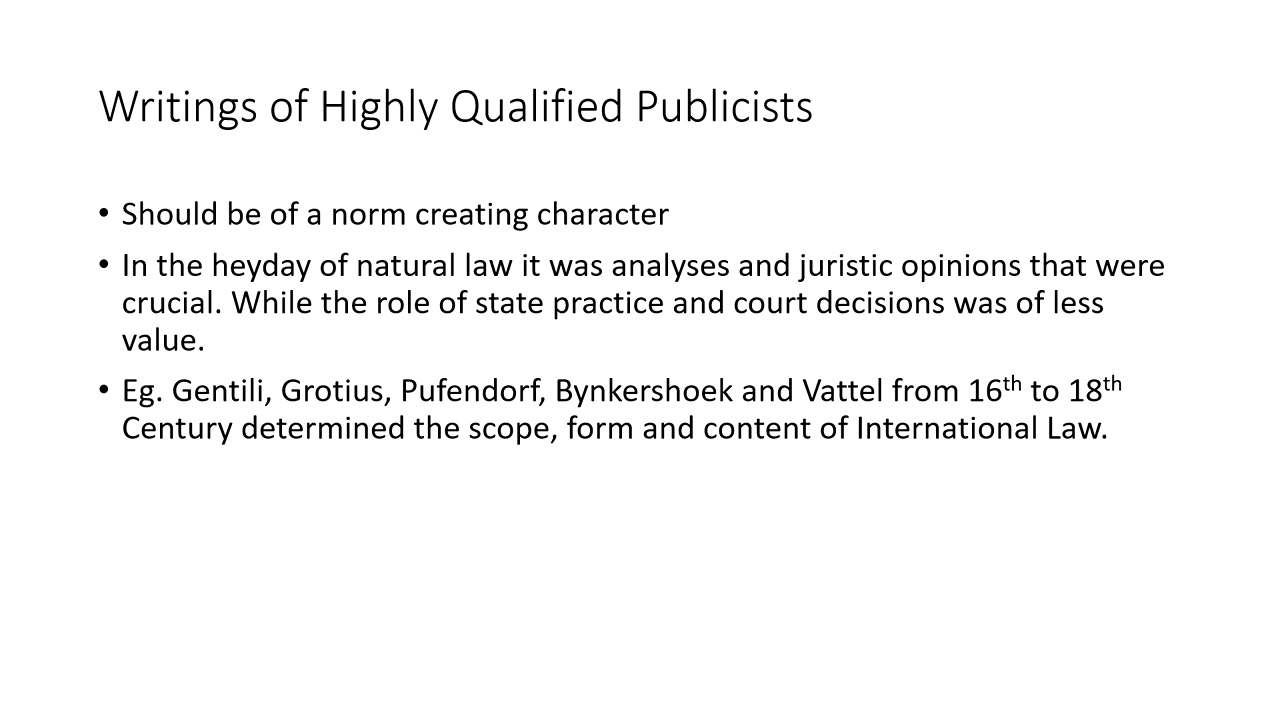 Writings of Highly Qualified Publicists
• Should be of a norm creating character
• In the heyday of natural law it was analyses and juristic opinions that were
crucial. While the role of state practice and court decisions was of less
value.
• Eg. Gentili, Grotius, Pufendorf, Bynkershoek and Vattel from 16th to 18th
Century determined the scope, form and content of International Law.